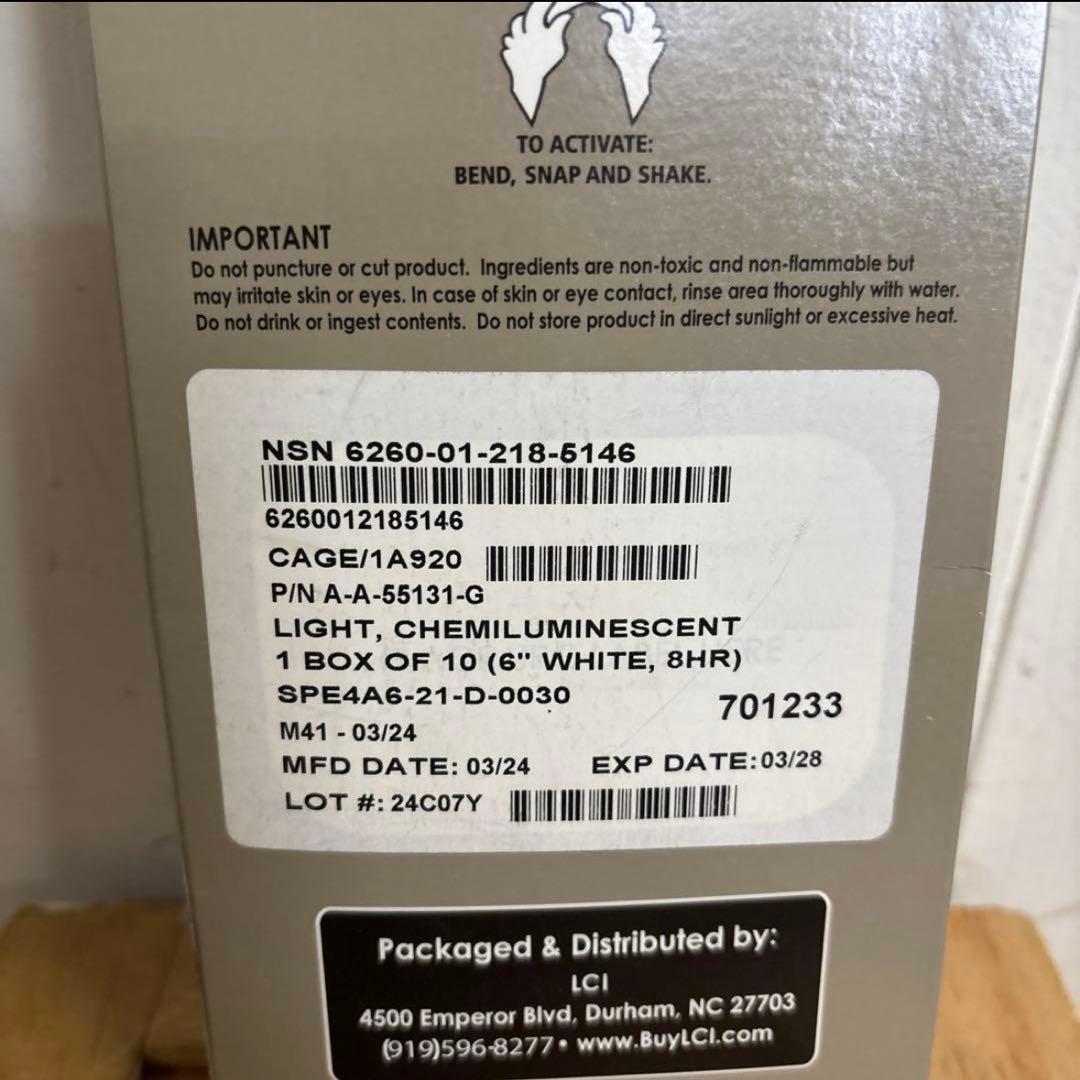 TO ACTIVATE:
BEND, SNAP AND SHAKE.
IMPORTANT
Do not puncture or cut product. Ingredients are non-toxic and non-flammable but
may irritate skin or eyes. In case of skin or eye contact, rinse area thoroughly with water.
Do not drink or ingest contents. Do not store product in direct sunlight or excessive heat.
NSN 6260-01-218-5146
6260012185146
CAGE/1A920
P/N A-A-55131-G
LIGHT, CHEMILUMINESCENT
1 BOX OF 10 (6" WHITE, 8HR)
SPE4A6-21-D-0030 701233
M41 - 03/24
MFD DATE: 03/24 EXP DATE:03/28
LOT #: 24C07Y
Packaged & Distributed by:
LCI
4500 Emperor Blvd, Durham, NC 27703
(919)596-8277 • www.BuyLCI.com